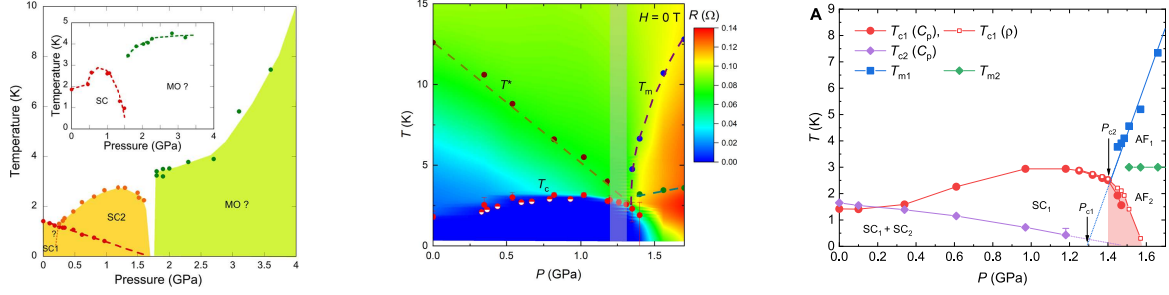 10
8
6
4
2
0
Temperature (K)
0 0.5 1 1.5 2 2.5 3 3.5 4
Pressure (GPa)
5
4
3
2
1
0
Temperature (K)
0 1 2 3 4
Pressure (GPa)
SC
MO ?
SC2
MO ?
?
SC1
H = 0 T
R (Ω)
15
10
5
0
T (K)
0.0 0.5 1.0 1.5
P (GPa)
T*
Tm
Tc
0.14
0.12
0.10
0.08
0.06
0.04
0.02
0.00
A
8
7
6
5
4
3
2
1
0
T (K)
Tc1 (Cp), Tc1 (ρ)
Tc2 (Cp)
Tm1 Tm2
Pc2
AF1
AF2
Pc1
SC1
SC1 + SC2
0.0 0.2 0.4 0.6 0.8 1.0 1.2 1.4 1.6
P (GPa)